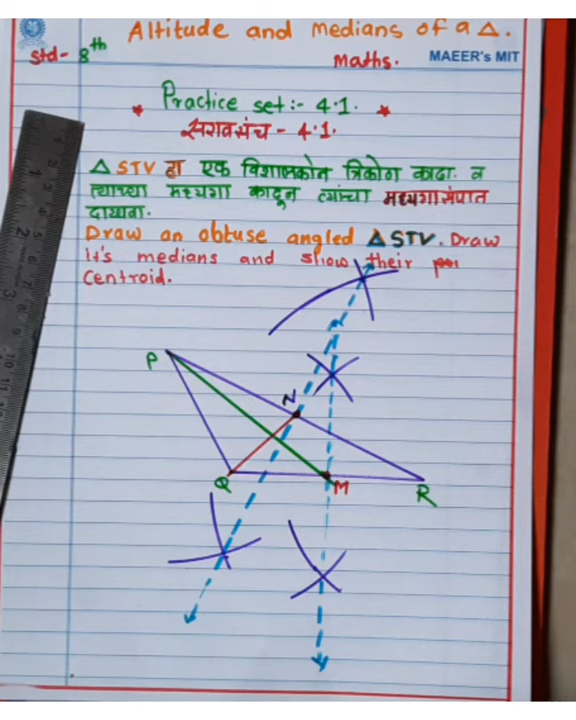 Altitude and medians of a Δ.
Std- 8th
Maths. MAEER's MIT
* Practice set:- 4.1. *
सरावसंच - 4.1.
Δ STV हा एक विशालकोन त्रिकोण काढा. व
त्याच्या मध्यगा काढून त्यांचा मध्यगासंपात
दाखवा.
Draw an obtuse angled ΔSTV. Draw
it's medians and show their
Centroid.
P
N
Q
M
R